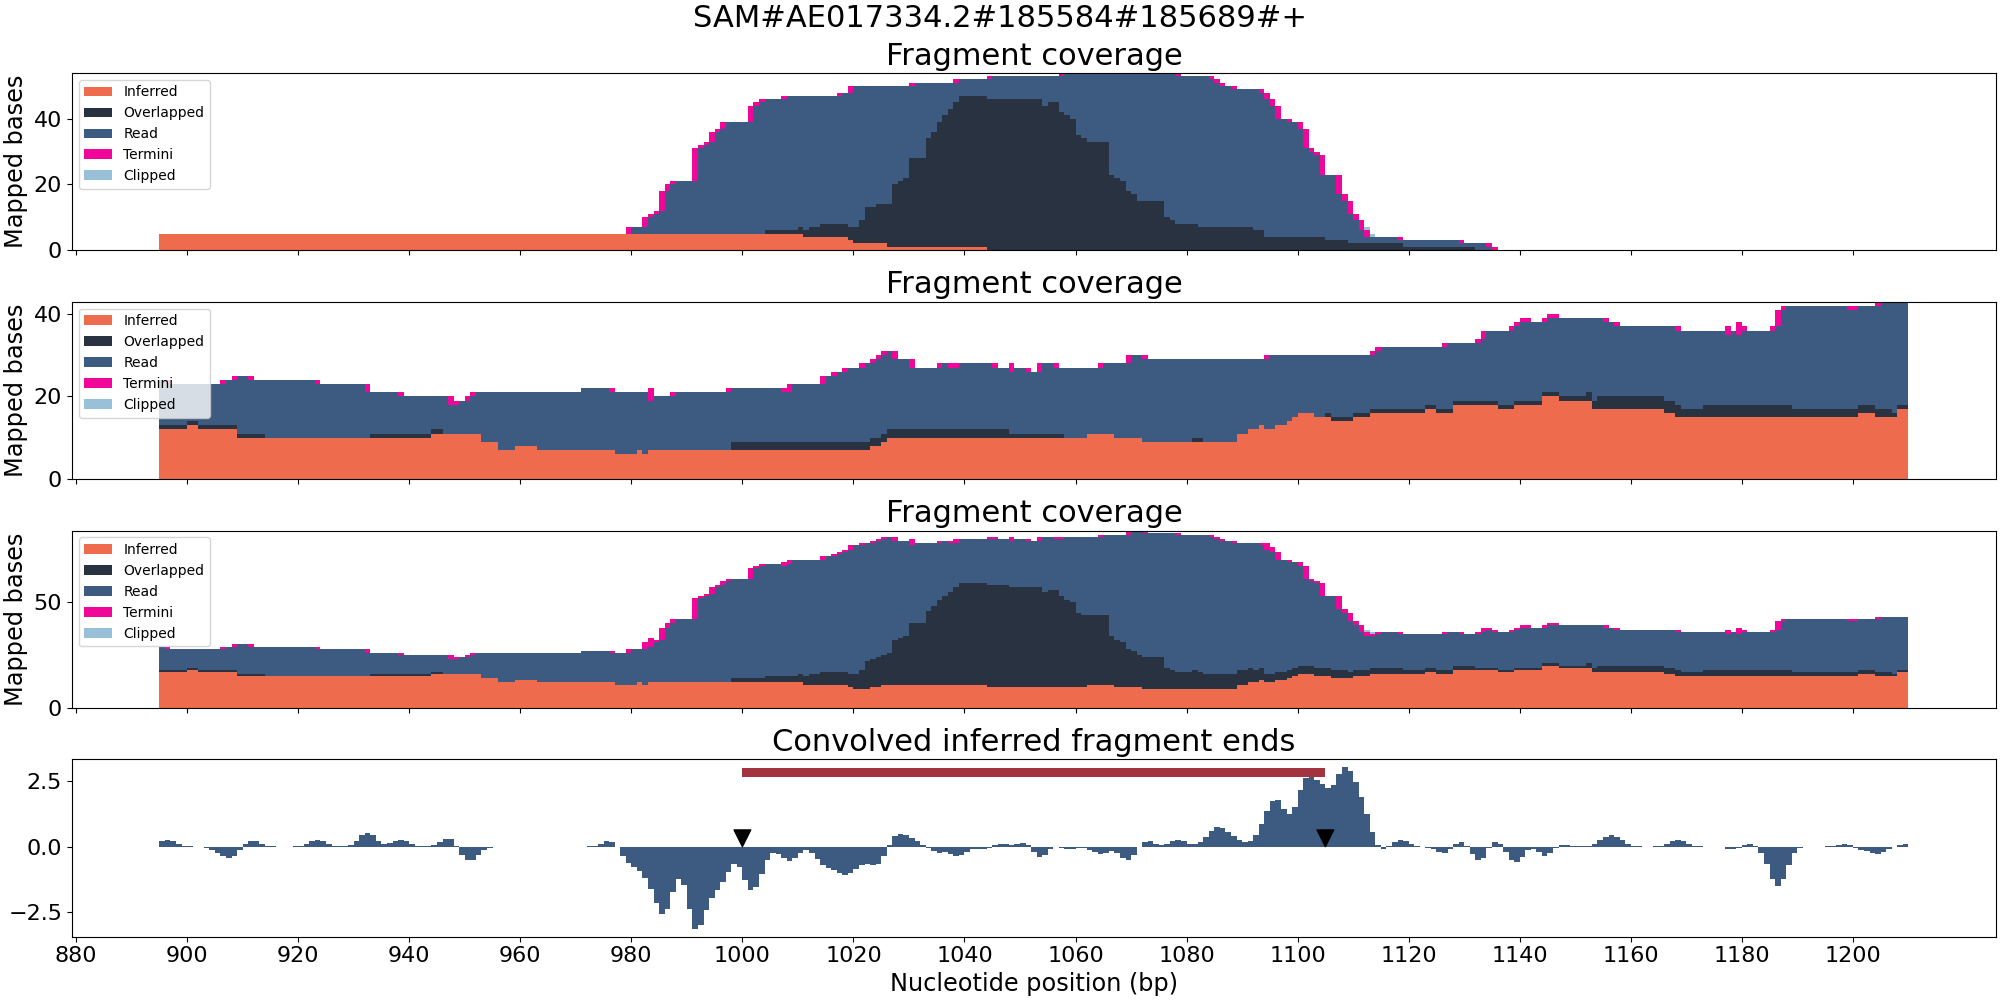 SAM#AE017334.2#185584#185689#+
Fragment coverage
Mapped bases
40
20
0
Inferred
Overlapped
Read
Termini
Clipped
Fragment coverage
Mapped bases
40
20
0
Inferred
Overlapped
Read
Termini
Clipped
Fragment coverage
Mapped bases
50
0
Inferred
Overlapped
Read
Termini
Clipped
Convolved inferred fragment ends
2.5
0.0
−2.5
880 900 920 940 960 980 1000 1020 1040 1060 1080 1100 1120 1140 1160 1180 1200
Nucleotide position (bp)